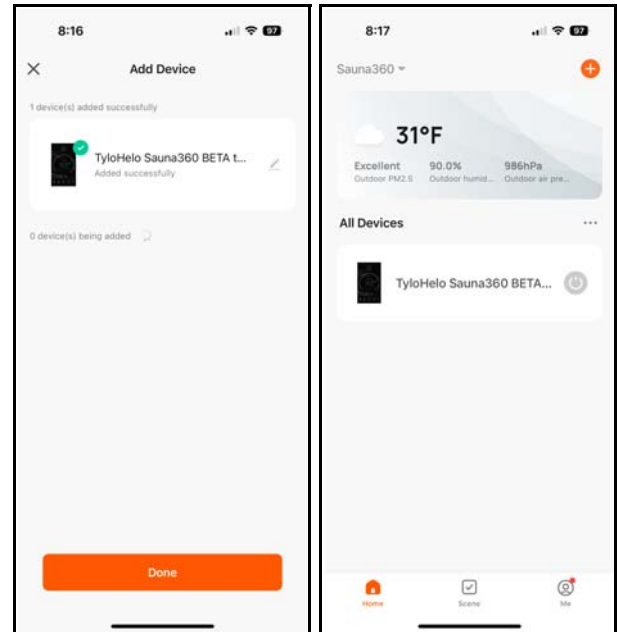 8:16
97
Add Device
1 device(s) added successfully
TyloHelo Sauna360 BETA t...
Added successfully
0 device(s) being added
Done
8:17
97
Sauna360
31°F
Excellent 90.0% 986hPa
Outdoor PM2.5 Outdoor humid... Outdoor air pre...
All Devices
TyloHelo Sauna360 BETA...
Home Scene Me